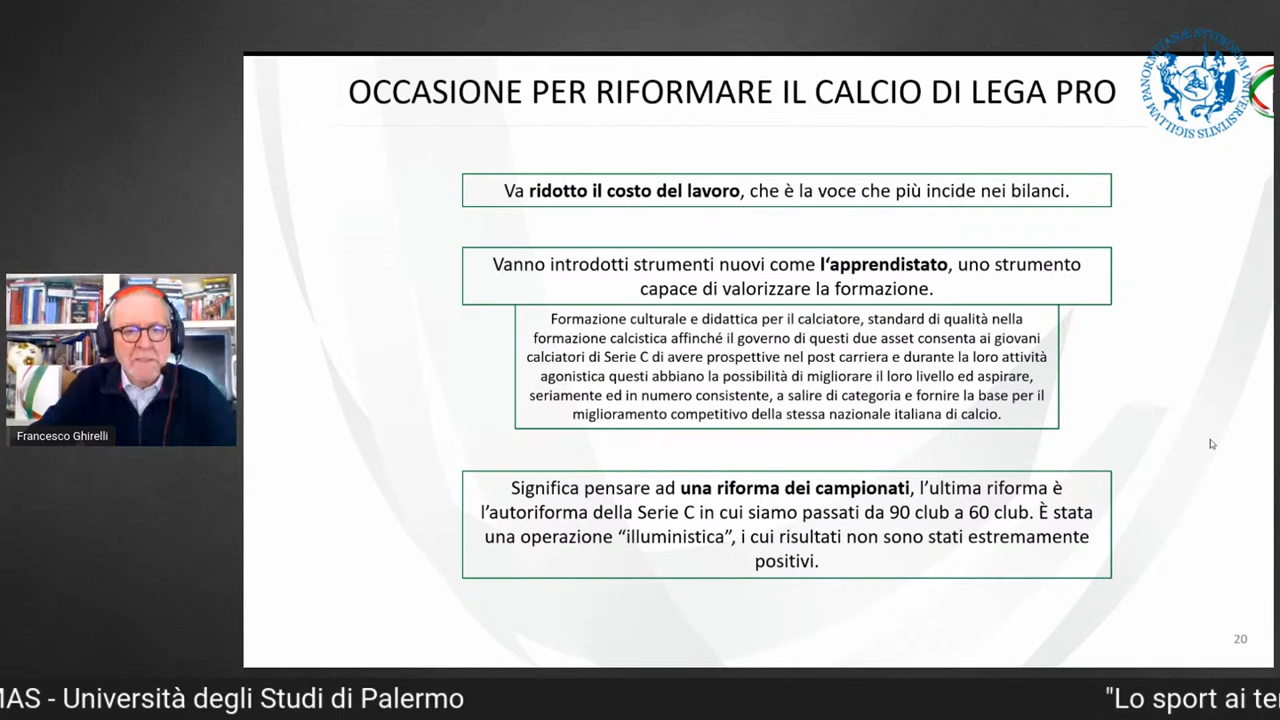 OCCASIONE PER RIFORMARE IL CALCIO DI LEGA PRO
SIGILLVM PANORMITANÆ STUDIORUM UNIVERSITATIS
Va ridotto il costo del lavoro, che è la voce che più incide nei bilanci.
Vanno introdotti strumenti nuovi come l‘apprendistato, uno strumento
capace di valorizzare la formazione.
Formazione culturale e didattica per il calciatore, standard di qualità nella
formazione calcistica affinché il governo di questi due asset consenta ai giovani
calciatori di Serie C di avere prospettive nel post carriera e durante la loro attività
agonistica questi abbiano la possibilità di migliorare il loro livello ed aspirare,
seriamente ed in numero consistente, a salire di categoria e fornire la base per il
miglioramento competitivo della stessa nazionale italiana di calcio.
Francesco Ghirelli
Significa pensare ad una riforma dei campionati, l’ultima riforma è
l’autoriforma della Serie C in cui siamo passati da 90 club a 60 club. È stata
una operazione “illuministica”, i cui risultati non sono stati estremamente
positivi.
20
MAS - Università degli Studi di Palermo
"Lo sport ai te